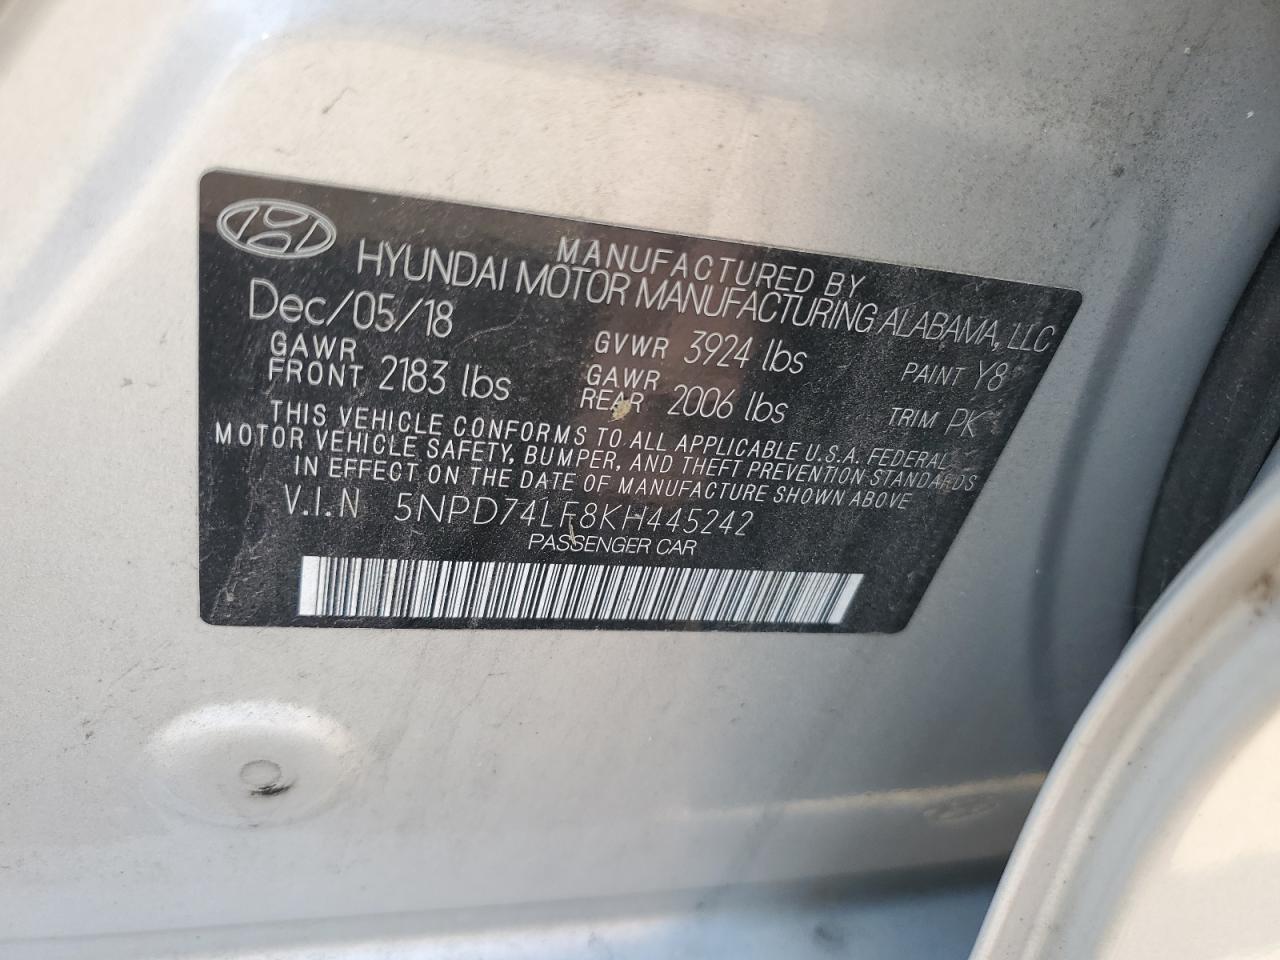 MANUFACTURED BY
HYUNDAI MOTOR MANUFACTURING ALABAMA, LLC
Dec/05/18
GAWR FRONT 2183 lbs
GVWR 3924 lbs
GAWR REAR 2006 lbs
PAINT Y8
TRIM PK
THIS VEHICLE CONFORMS TO ALL APPLICABLE U.S.A. FEDERAL
MOTOR VEHICLE SAFETY, BUMPER, AND THEFT PREVENTION STANDARDS
IN EFFECT ON THE DATE OF MANUFACTURE SHOWN ABOVE
V.I.N 5NPD74LF8KH445242
PASSENGER CAR